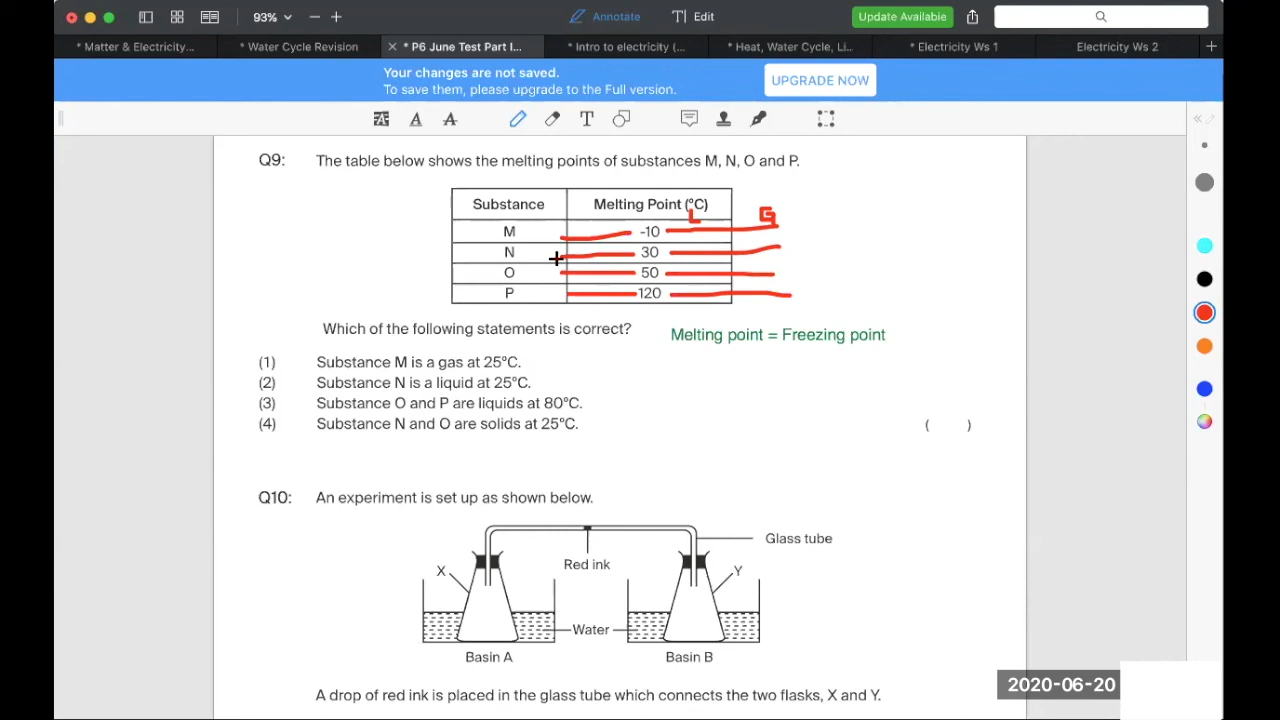 93%
Annotate
Edit
Update Available
* Matter & Electricity...
* Water Cycle Revision
* P6 June Test Part I...
* Intro to electricity (...
* Heat, Water Cycle, Li...
* Electricity Ws 1
Electricity Ws 2
Your changes are not saved.
To save them, please upgrade to the Full version.
UPGRADE NOW
Q9: The table below shows the melting points of substances M, N, O and P.
Substance Melting Point (°C)
L G
M -10
N 30
O 50
P 120
Which of the following statements is correct?
Melting point = Freezing point
(1) Substance M is a gas at 25°C.
(2) Substance N is a liquid at 25°C.
(3) Substance O and P are liquids at 80°C.
(4) Substance N and O are solids at 25°C. ( )
Q10: An experiment is set up as shown below.
Glass tube
Red ink
X Y
Water
Basin A Basin B
A drop of red ink is placed in the glass tube which connects the two flasks, X and Y.
2020-06-20